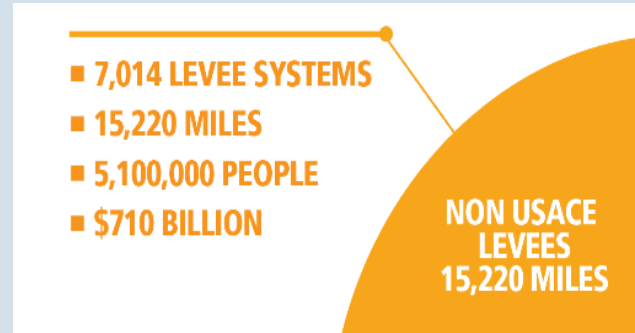 ■ 7,014 LEVEE SYSTEMS
■ 15,220 MILES
■ 5,100,000 PEOPLE
■ $710 BILLION
NON USACE
LEVEES
15,220 MILES